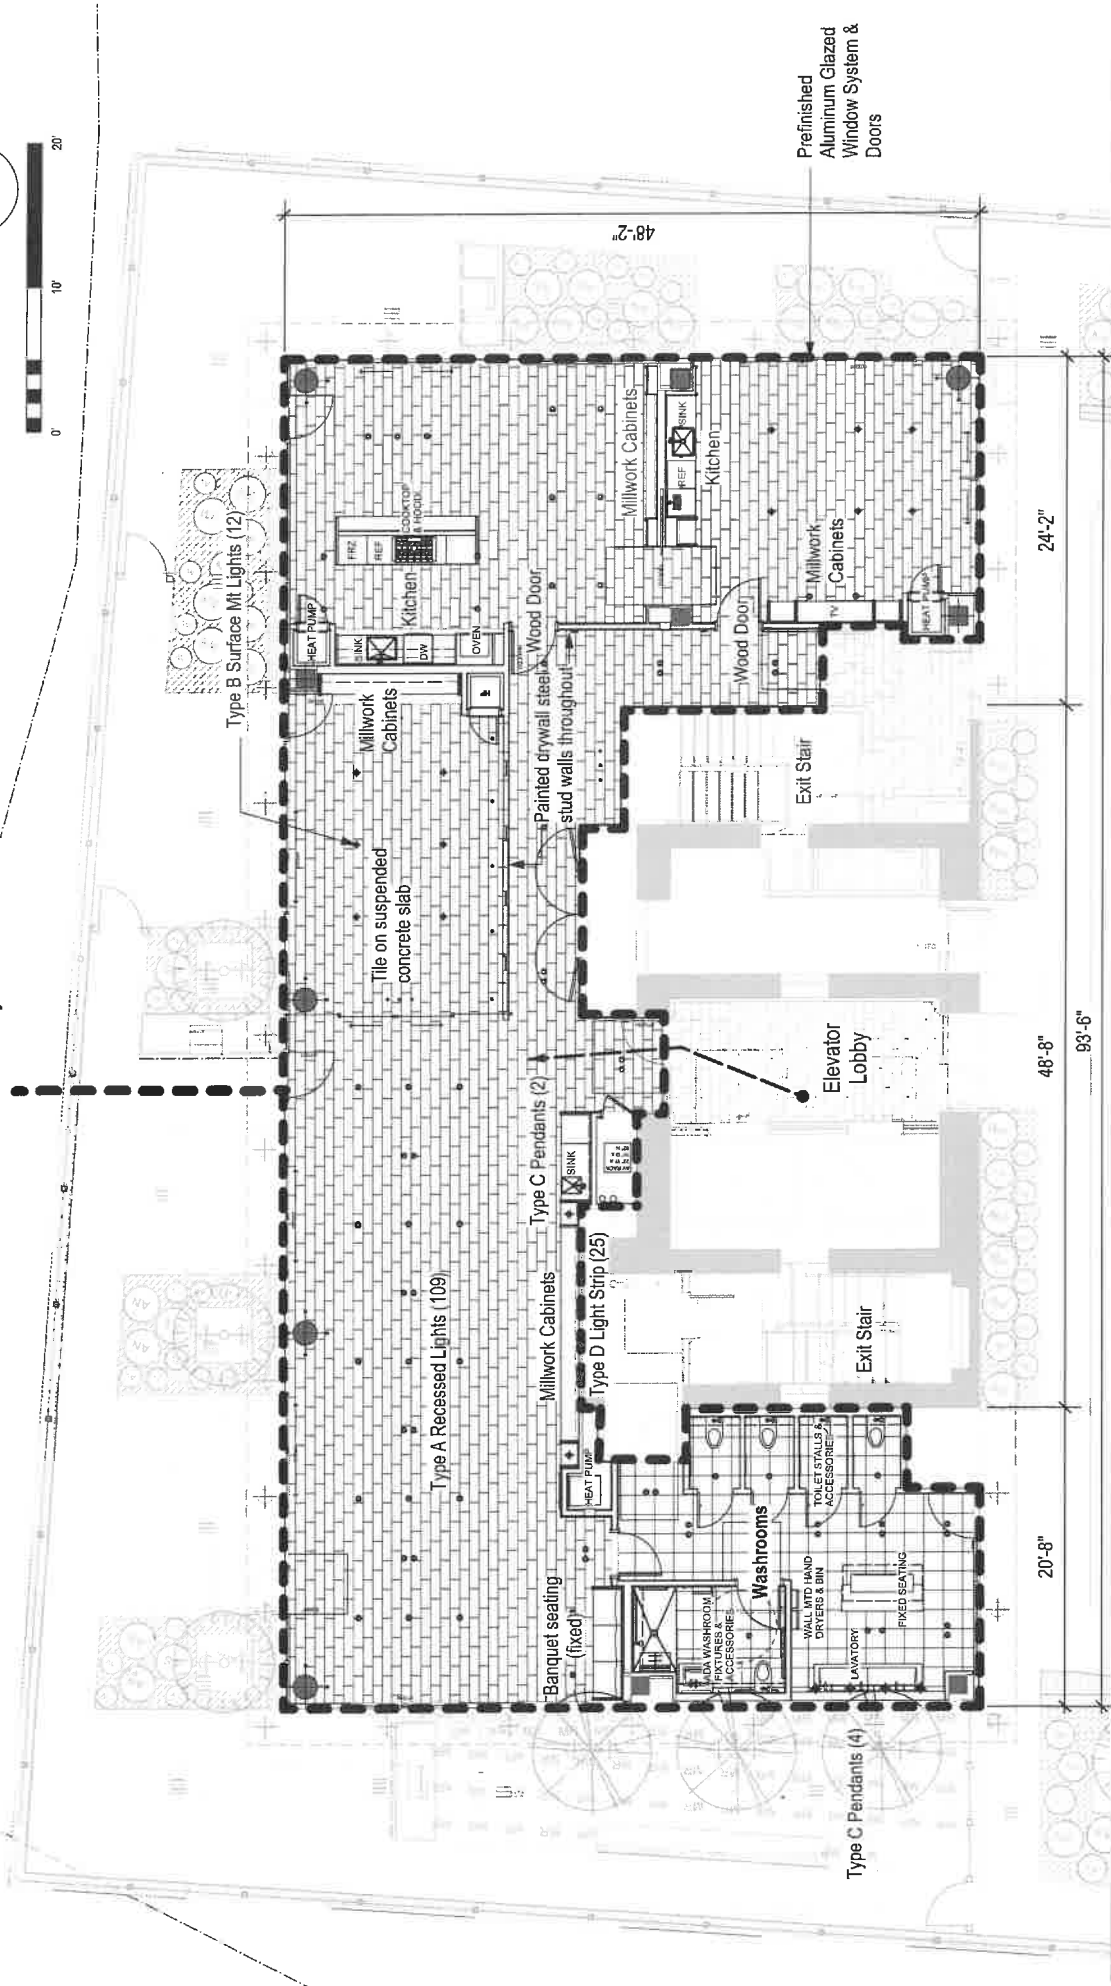 0'
10'
20'
Prefinished
Aluminum Glazed
Window System &
Doors
48'-2"
Type B Surface Mt Lights (12)
HEAT PUMP
FRZ
REF
COOKTOP
& HOOD
Kitchen
SINK
DW
OVEN
Wood Door
Millwork Cabinets
SINK
REF
Kitchen
Millwork
Cabinets
TV
HEAT PUMP
Wood Door
Millwork
Cabinets
Painted drywall steel
stud walls throughout
Tile on suspended
concrete slab
Exit Stair
24'-2"
Type C Pendants (2)
SINK
AV RACK
Elevator
Lobby
48'-8"
93'-6"
Type A Recessed Lights (109)
Millwork Cabinets
Type D Light Strip (25)
Exit Stair
HEAT PUMP
Banquet seating
(fixed)
TOILET STALLS &
ACCESSORIES
Washrooms
ADA WASHROOM
FIXTURES &
ACCESSORIES
WALL MTD HAND
DRYERS & BIN
FIXED SEATING
LAVATORY
20'-8"
Type C Pendants (4)